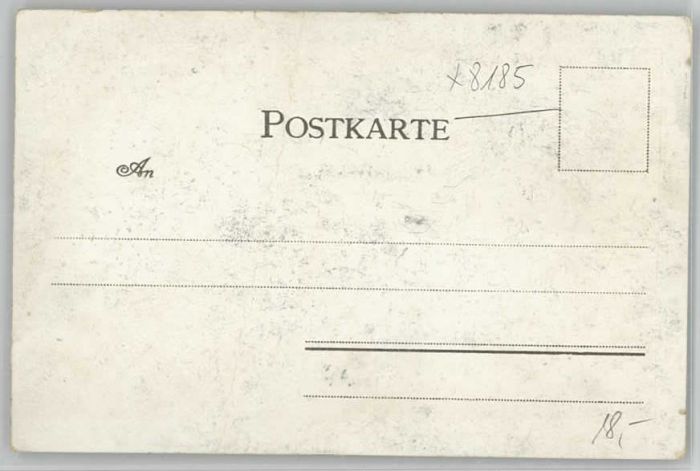 x8185
POSTKARTE
An
18,-